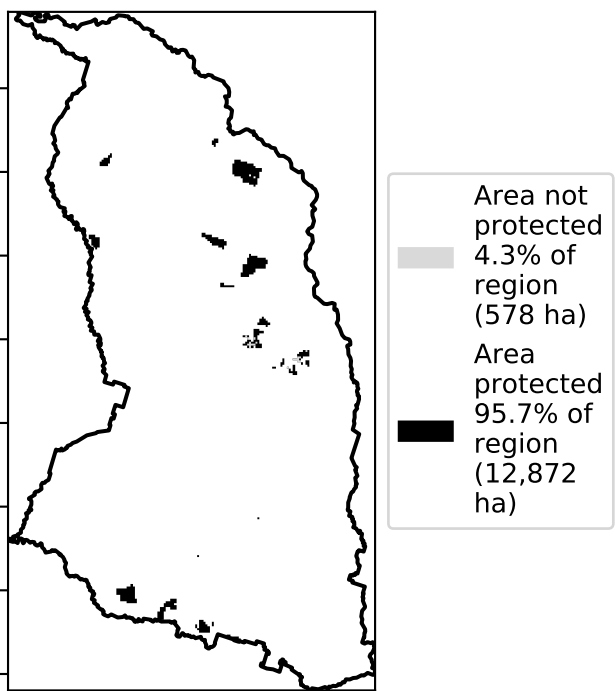 Area not
protected
4.3% of
region
(578 ha)
Area
protected
95.7% of
region
(12,872
ha)